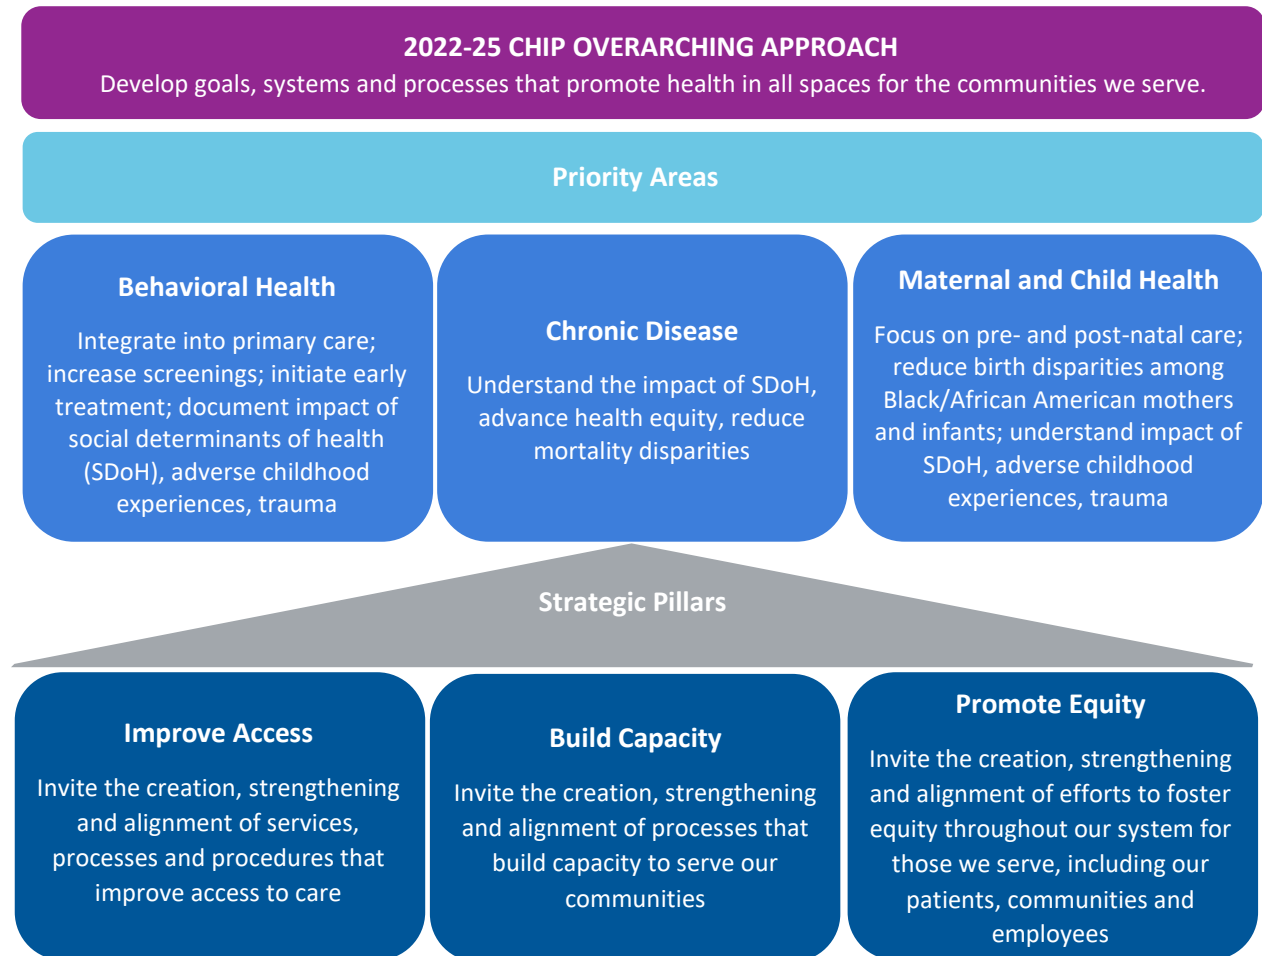 2022-25 CHIP OVERARCHING APPROACH
Develop goals, systems and processes that promote health in all spaces for the communities we serve.
Priority Areas
Behavioral Health
Integrate into primary care;
increase screenings; initiate early
treatment; document impact of
social determinants of health
(SDoH), adverse childhood
experiences, trauma
Chronic Disease
Understand the impact of SDoH,
advance health equity, reduce
mortality disparities
Maternal and Child Health
Focus on pre- and post-natal care;
reduce birth disparities among
Black/African American mothers
and infants; understand impact of
SDoH, adverse childhood
experiences, trauma
Strategic Pillars
Improve Access
Invite the creation, strengthening
and alignment of services,
processes and procedures that
improve access to care
Build Capacity
Invite the creation, strengthening
and alignment of processes that
build capacity to serve our
communities
Promote Equity
Invite the creation, strengthening
and alignment of efforts to foster
equity throughout our system for
those we serve, including our
patients, communities and
employees